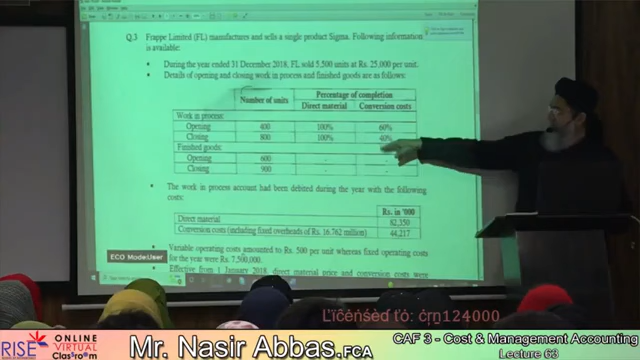 Q.3 Frappe Limited (FL) manufactures and sells a single product Sigma. Following information is available:
• During the year ended 31 December 2018, FL sold 5,500 units at Rs. 25,000 per unit.
• Details of opening and closing work in process and finished goods are as follows:
Number of units Percentage of completion
Direct material Conversion costs
Work in process:
Opening 400 100% 60%
Closing 800 100% 40%
Finished goods:
Opening 600 - -
Closing 900 - -
• The work in process account had been debited during the year with the following costs:
Rs. in '000
Direct material 82,350
Conversion costs (including fixed overheads of Rs. 16.762 million) 44,217
• Variable operating costs amounted to Rs. 500 per unit whereas fixed operating costs for the year were Rs. 7,500,000.
• Effective from 1 January 2018, direct material price and conversion costs were
ECO Mode:User
Licensed to: cm124000
RISE ONLINE VIRTUAL Classroom
Mr. Nasir Abbas.FCA
CAF 3 - Cost & Management Accounting
Lecture 63